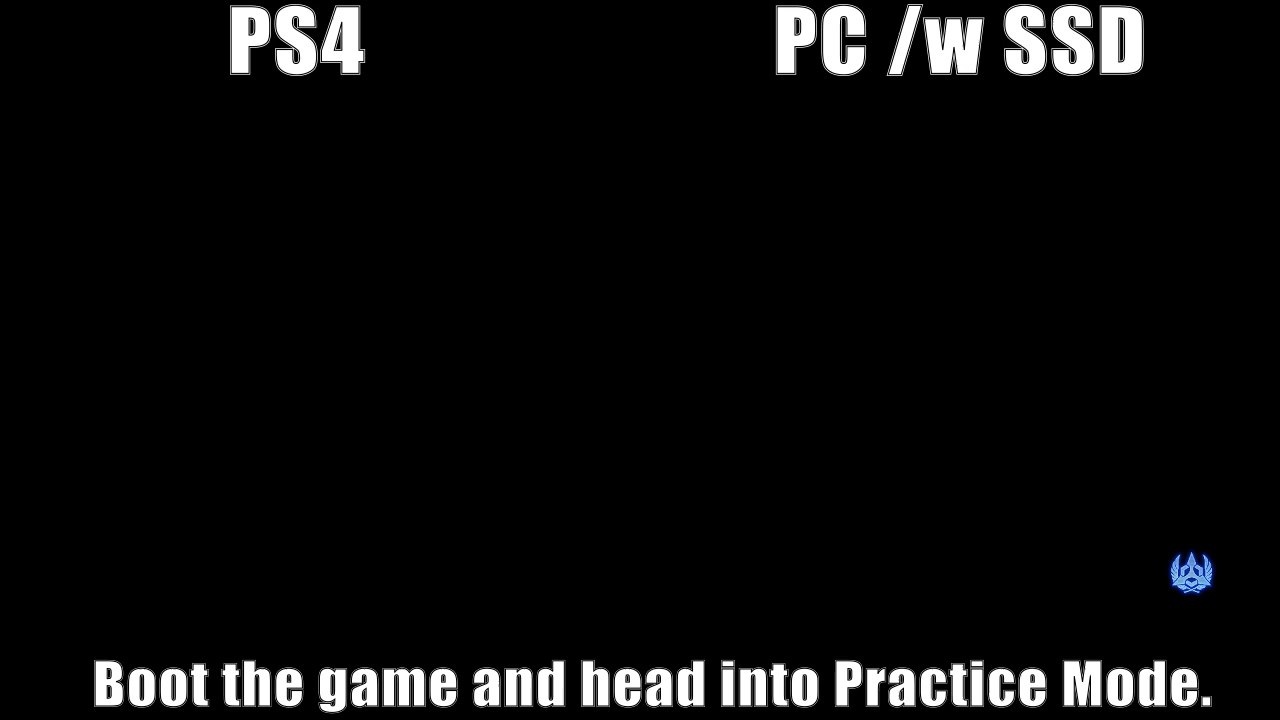 PS4 PC /w SSD
Boot the game and head into Practice Mode.